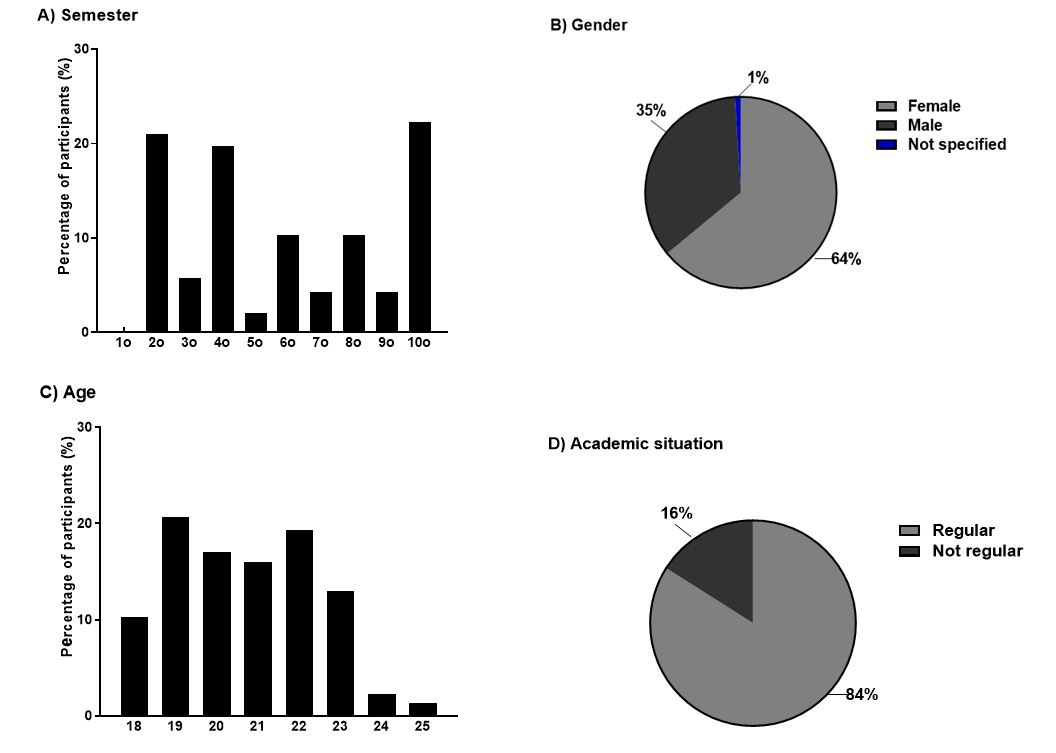 A) Semester
Percentage of participants (%)
30
20
10
0
1o 2o 3o 4o 5o 6o 7o 8o 9o 10o
B) Gender
1%
35%
64%
Female
Male
Not specified
C) Age
Percentage of participants (%)
30
20
10
0
18 19 20 21 22 23 24 25
D) Academic situation
16%
84%
Regular
Not regular